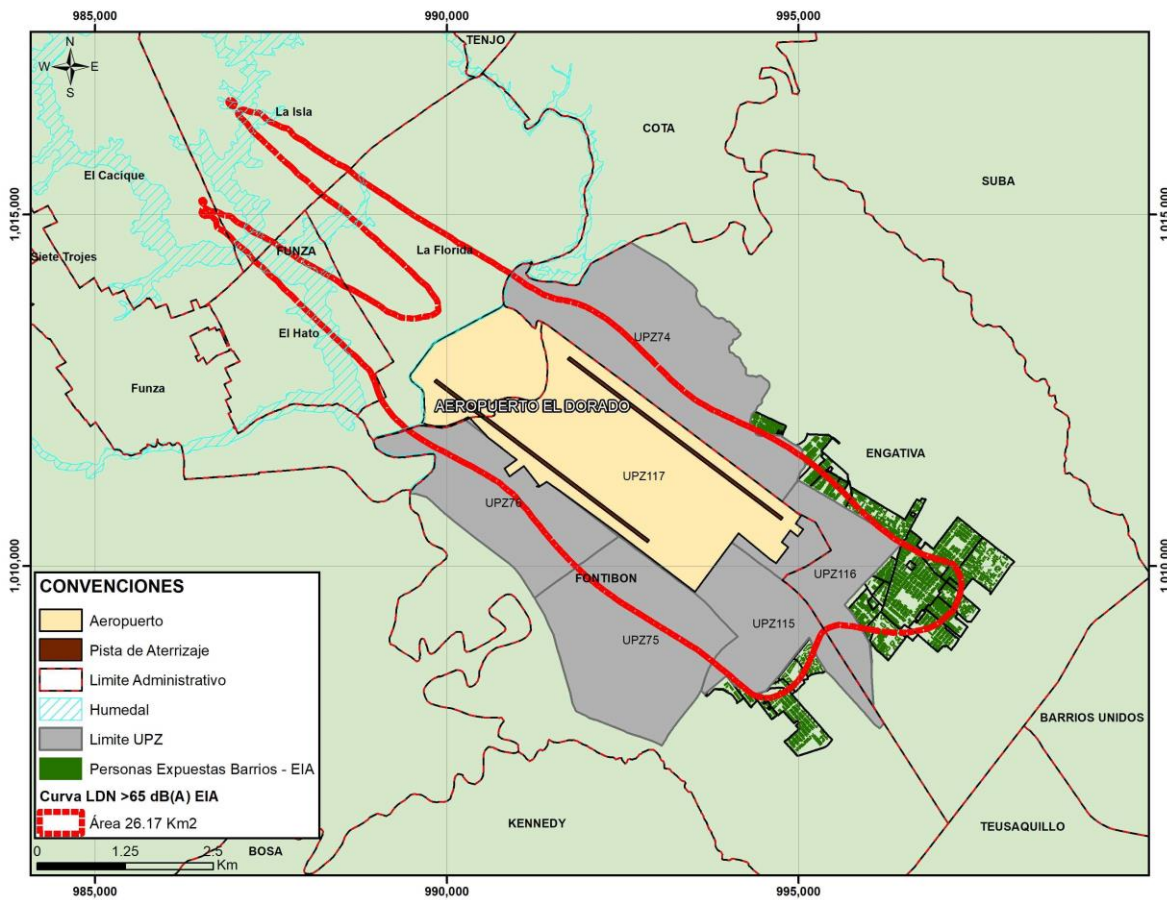 985,000
990,000
995,000
N
W
E
S
TENJO
La Isla
COTA
El Cacique
SUBA
1,015,000
1,015,000
La Florida
FUNZA
Siete Trojes
El Hato
UPZ74
Funza
AEROPUERTO EL DORADO
ENGATIVA
UPZ117
UPZ76
1,010,000
1,010,000
FONTIBON
UPZ116
UPZ115
UPZ75
BARRIOS UNIDOS
KENNEDY
TEUSAQUILLO
BOSA
CONVENCIONES
Aeropuerto
Pista de Aterrizaje
Limite Administrativo
Humedal
Limite UPZ
Personas Expuestas Barrios - EIA
Curva LDN >65 dB(A) EIA
Área 26.17 Km2
0
1.25
2.5
Km
985,000
990,000
995,000